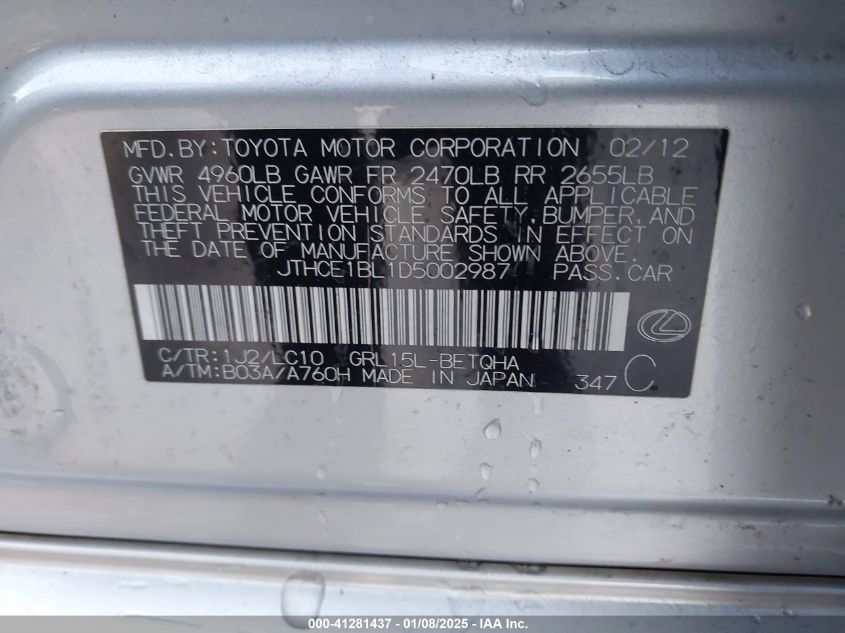 MFD.BY:TOYOTA MOTOR CORPORATION 02/12
GVWR 4960LB GAWR FR 2470LB RR 2655LB
THIS VEHICLE CONFORMS TO ALL APPLICABLE
FEDERAL MOTOR VEHICLE SAFETY,BUMPER,AND
THEFT PREVENTION STANDARDS IN EFFECT ON
THE DATE OF MANUFACTURE SHOWN ABOVE.
JTHCE1BL1D5002987 PASS.CAR
C/TR:1J2/LC10 GRL15L-BETQHA
A/TM:B03A/A760H MADE IN JAPAN 347 C
000-41281437 - 01/08/2025 - IAA Inc.